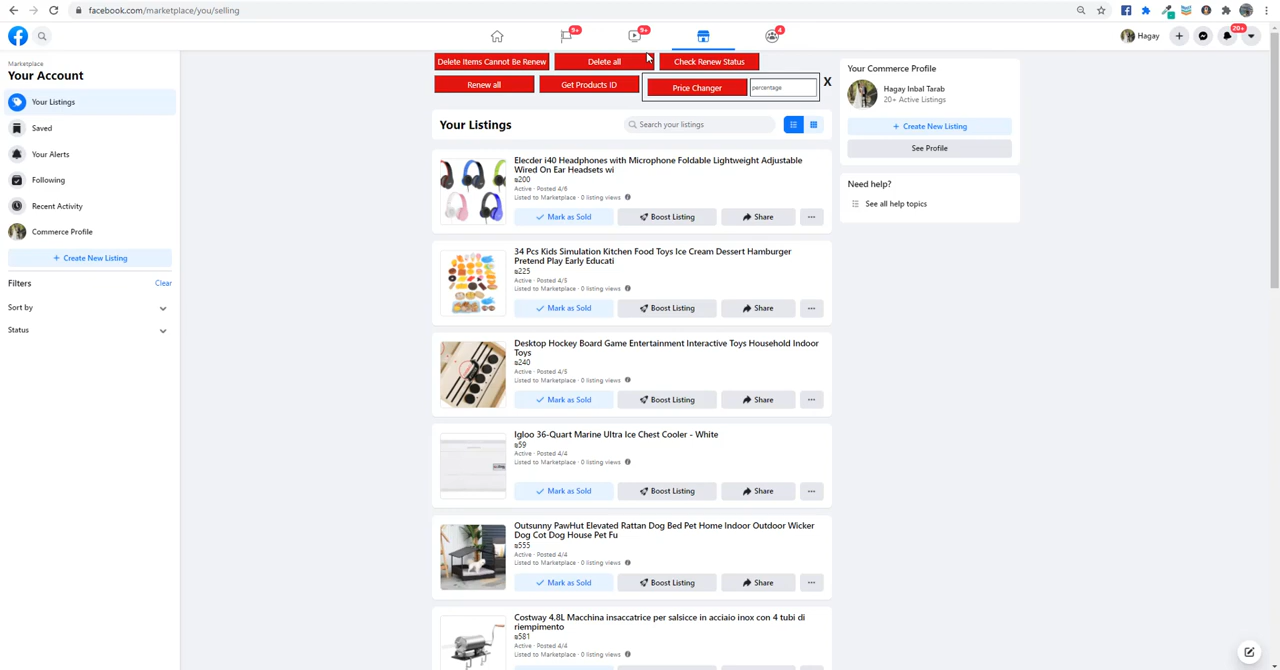 facebook.com/marketplace/you/selling
9+
9+
4
Hagay
20+
Marketplace
Your Account
Your Listings
Saved
Your Alerts
Following
Recent Activity
Commerce Profile
+ Create New Listing
Filters
Clear
Sort by
Status
Delete Items Cannot Be Renew
Delete all
Check Renew Status
Renew all
Get Products ID
Price Changer
percentage
X
Your Listings
Search your listings
Elecder i40 Headphones with Microphone Foldable Lightweight Adjustable
Wired On Ear Headsets wi
₪200
Active · Posted 4/6
Listed to Marketplace · 0 listing views
Mark as Sold
Boost Listing
Share
34 Pcs Kids Simulation Kitchen Food Toys Ice Cream Dessert Hamburger
Pretend Play Early Educati
₪225
Active · Posted 4/5
Listed to Marketplace · 0 listing views
Mark as Sold
Boost Listing
Share
Desktop Hockey Board Game Entertainment Interactive Toys Household Indoor
Toys
₪240
Active · Posted 4/5
Listed to Marketplace · 0 listing views
Mark as Sold
Boost Listing
Share
Igloo 36-Quart Marine Ultra Ice Chest Cooler - White
₪59
Active · Posted 4/4
Listed to Marketplace · 0 listing views
Mark as Sold
Boost Listing
Share
Outsunny PawHut Elevated Rattan Dog Bed Pet Home Indoor Outdoor Wicker
Dog Cot Dog House Pet Fu
₪555
Active · Posted 4/4
Listed to Marketplace · 0 listing views
Mark as Sold
Boost Listing
Share
Costway 4,8L Macchina insaccatrice per salsicce in acciaio inox con 4 tubi di
riempimento
₪581
Active · Posted 4/4
Listed to Marketplace · 0 listing views
Your Commerce Profile
Hagay Inbal Tarab
20+ Active Listings
+ Create New Listing
See Profile
Need help?
See all help topics